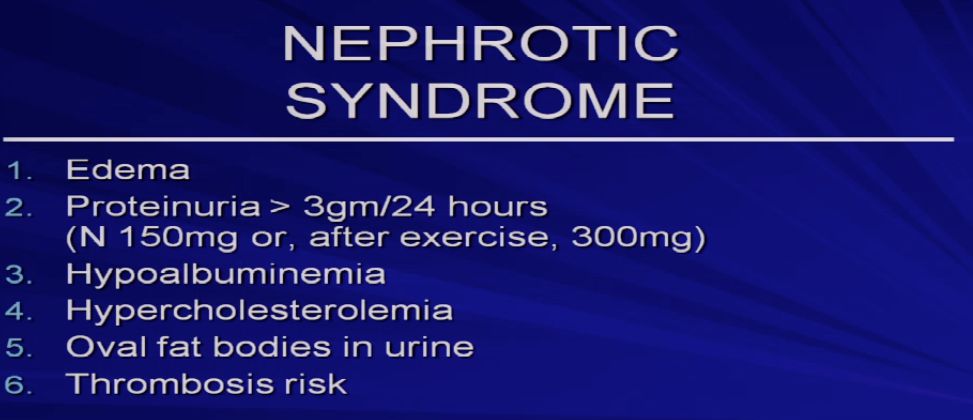 NEPHROTIC
SYNDROME
1. Edema
2. Proteinuria > 3gm/24 hours
(N 150mg or, after exercise, 300mg)
3. Hypoalbuminemia
4. Hypercholesterolemia
5. Oval fat bodies in urine
6. Thrombosis risk